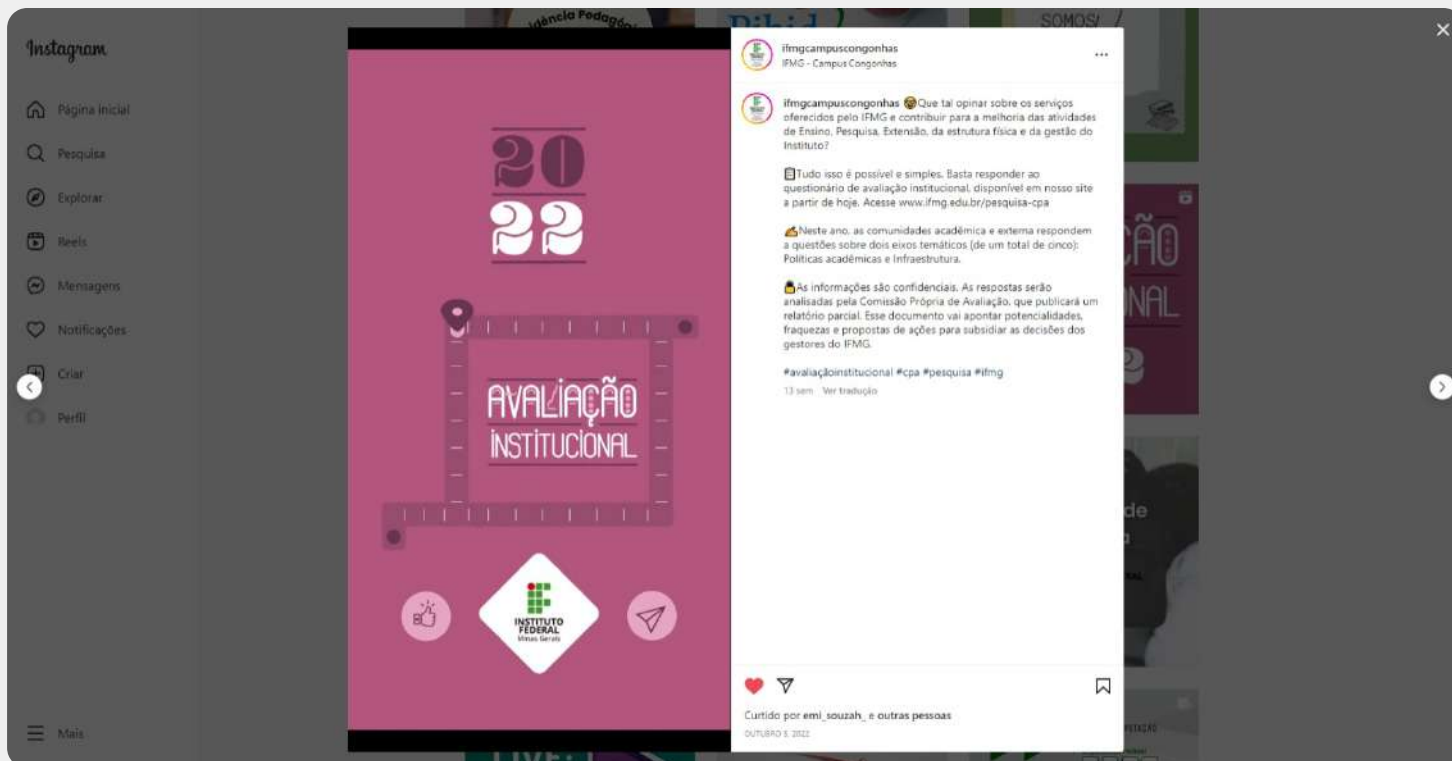 Instagram
Página inicial
Pesquisa
Explorar
Reels
Mensagens
Notificações
Criar
Perfil
Mais
SOMOS/
20
22
AVALIAÇÃO
INSTITUCIONAL
INSTITUTO
FEDERAL
Minas Gerais
ifmgcampuscongonhas
IFMG - Campus Congonhas
ifmgcampuscongonhas 🤓Que tal opinar sobre os serviços
oferecidos pelo IFMG e contribuir para a melhoria das atividades
de Ensino, Pesquisa, Extensão, da estrutura física e da gestão do
Instituto?
📋Tudo isso é possível e simples. Basta responder ao
questionário de avaliação institucional, disponível em nosso site
a partir de hoje. Acesse www.ifmg.edu.br/pesquisa-cpa
✍Neste ano, as comunidades acadêmica e externa respondem
a questões sobre dois eixos temáticos (de um total de cinco):
Políticas acadêmicas e Infraestrutura.
🔒As informações são confidenciais. As respostas serão
analisadas pela Comissão Própria de Avaliação, que publicará um
relatório parcial. Esse documento vai apontar potencialidades,
fraquezas e propostas de ações para subsidiar as decisões dos
gestores do IFMG.
#avaliaçãoinstitucional #cpa #pesquisa #ifmg
13 sem Ver tradução
Curtido por emi_souzah_ e outras pessoas
OUTUBRO 3, 2022